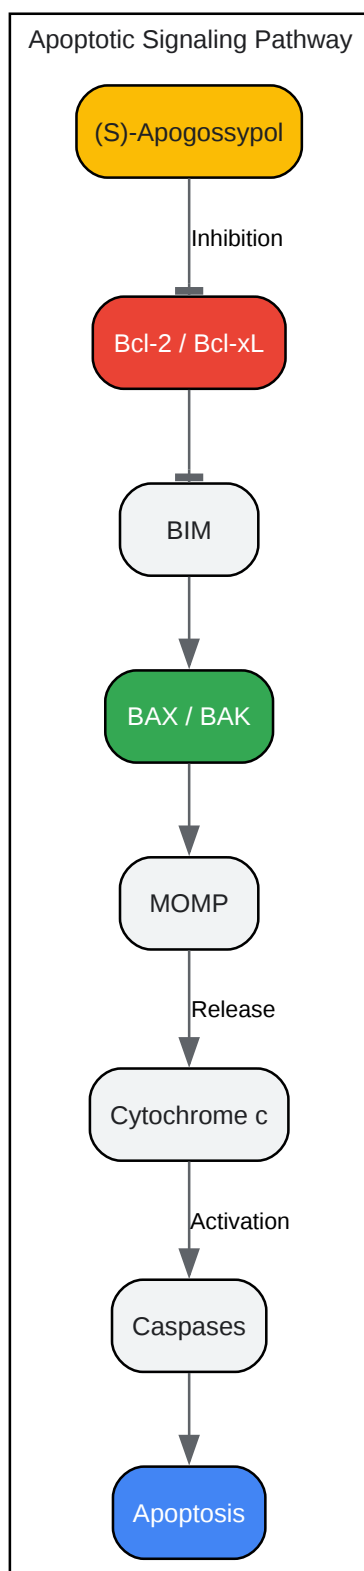 Apoptotic Signaling Pathway
(S)-Apogossypol
Inhibition
Bcl-2 / Bcl-xL
BIM
BAX / BAK
MOMP
Release
Cytochrome c
Activation
Caspases
Apoptosis